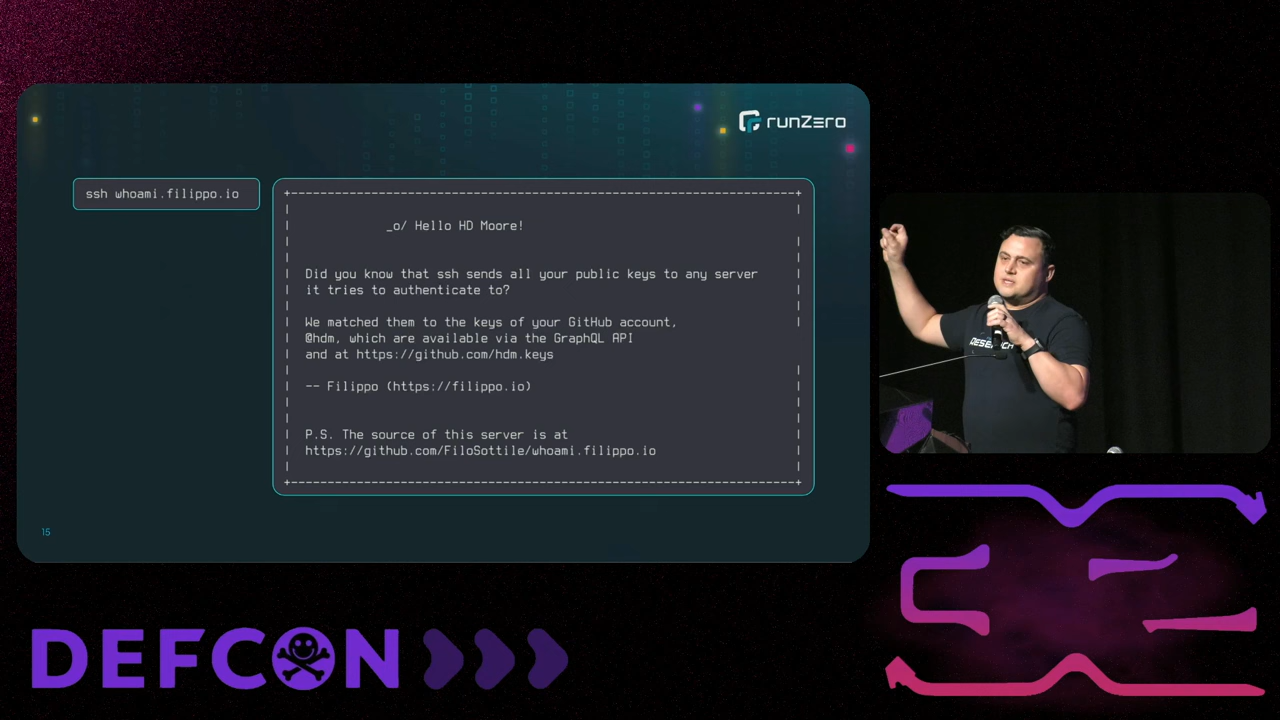 runZero
ssh whoami.filippo.io
_o/ Hello HD Moore!
Did you know that ssh sends all your public keys to any server
it tries to authenticate to?
We matched them to the keys of your GitHub account,
@hdm, which are available via the GraphQL API
and at https://github.com/hdm.keys
-- Filippo (https://filippo.io)
P.S. The source of this server is at
https://github.com/FiloSottile/whoami.filippo.io
15
RESEARCH
DEFCON